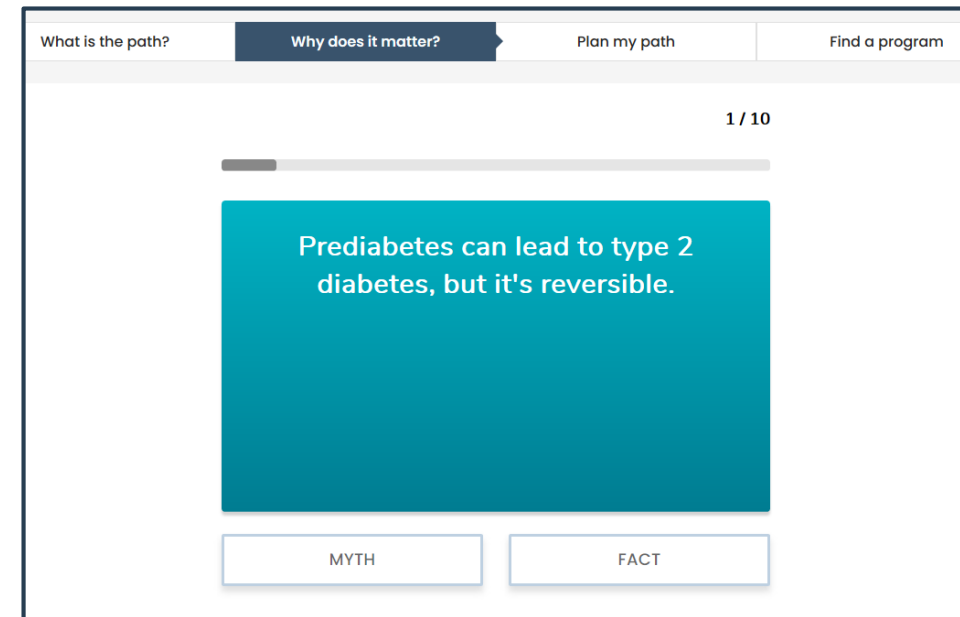 What is the path?
Why does it matter?
Plan my path
Find a program
1 / 10
Prediabetes can lead to type 2
diabetes, but it's reversible.
MYTH
FACT